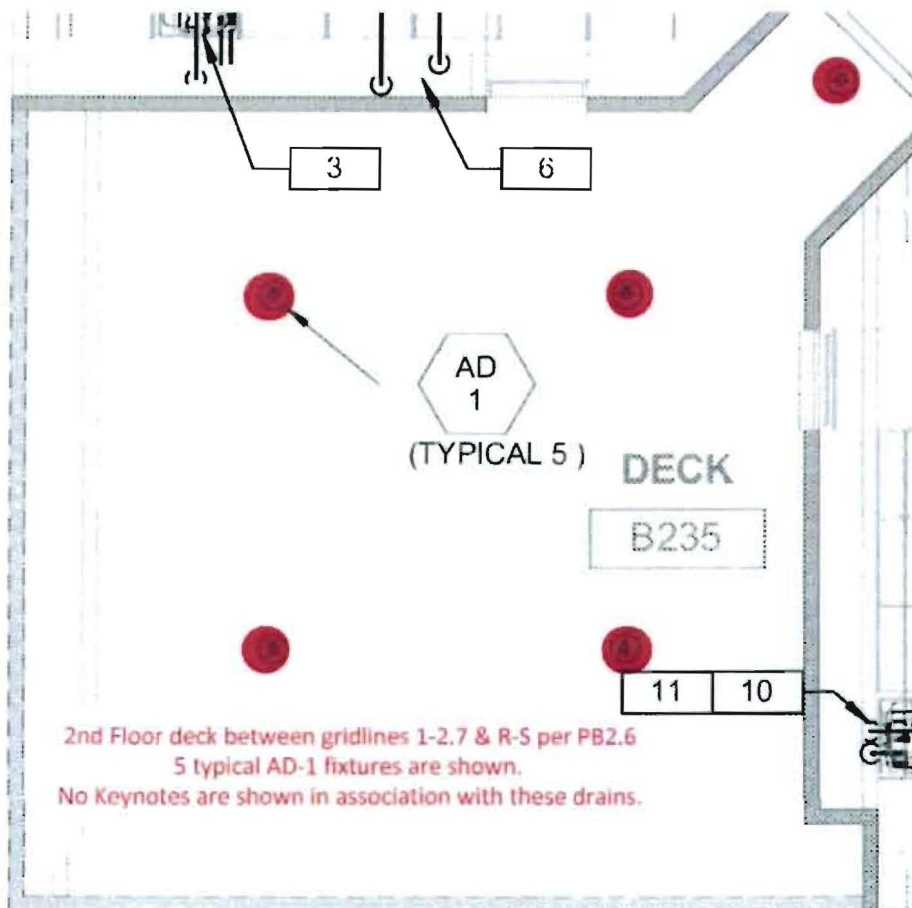 3
6
AD
1
(TYPICAL 5 )
DECK
B235
11 10
2nd Floor deck between gridlines 1-2.7 & R-S per PB2.6
5 typical AD-1 fixtures are shown.
No Keynotes are shown in association with these drains.